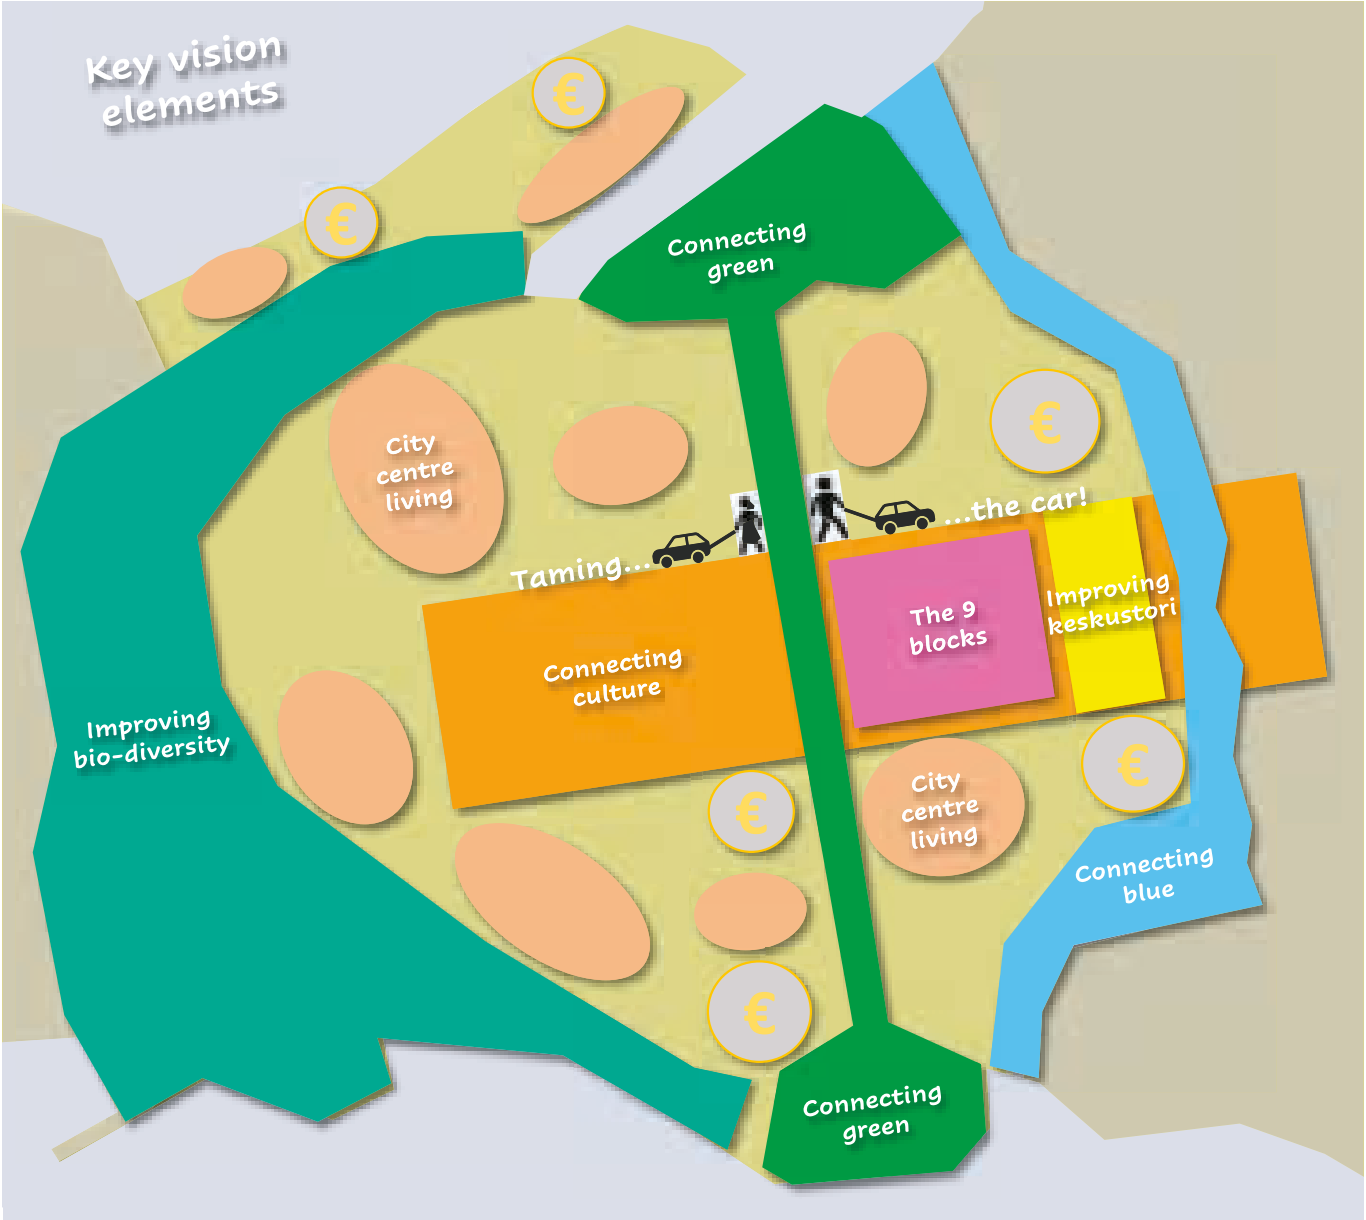 Key vision
elements
€
€
Connecting
green
€
City
centre
living
...the car!
Taming...
Improving
keskustori
The 9
blocks
Connecting
culture
Improving
bio-diversity
€
€
City
centre
living
Connecting
blue
€
Connecting
green